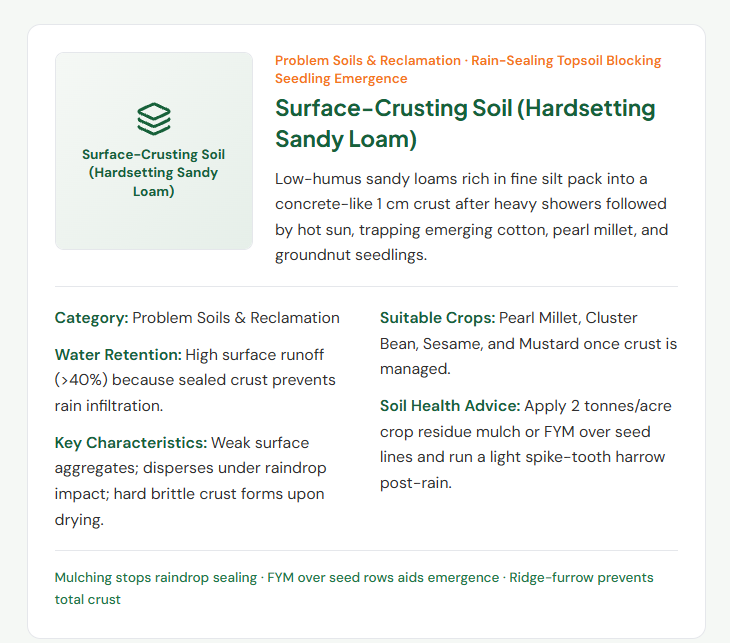 Surface-Crusting Soil
(Hardsetting Sandy
Loam)
Problem Soils & Reclamation · Rain-Sealing Topsoil Blocking
Seedling Emergence
Surface-Crusting Soil (Hardsetting
Sandy Loam)
Low-humus sandy loams rich in fine silt pack into a
concrete-like 1 cm crust after heavy showers followed
by hot sun, trapping emerging cotton, pearl millet, and
groundnut seedlings.
Category: Problem Soils & Reclamation
Water Retention: High surface runoff
(>40%) because sealed crust prevents
rain infiltration.
Key Characteristics: Weak surface
aggregates; disperses under raindrop
impact; hard brittle crust forms upon
drying.
Suitable Crops: Pearl Millet, Cluster
Bean, Sesame, and Mustard once crust is
managed.
Soil Health Advice: Apply 2 tonnes/acre
crop residue mulch or FYM over seed
lines and run a light spike-tooth harrow
post-rain.
Mulching stops raindrop sealing · FYM over seed rows aids emergence · Ridge-furrow prevents
total crust